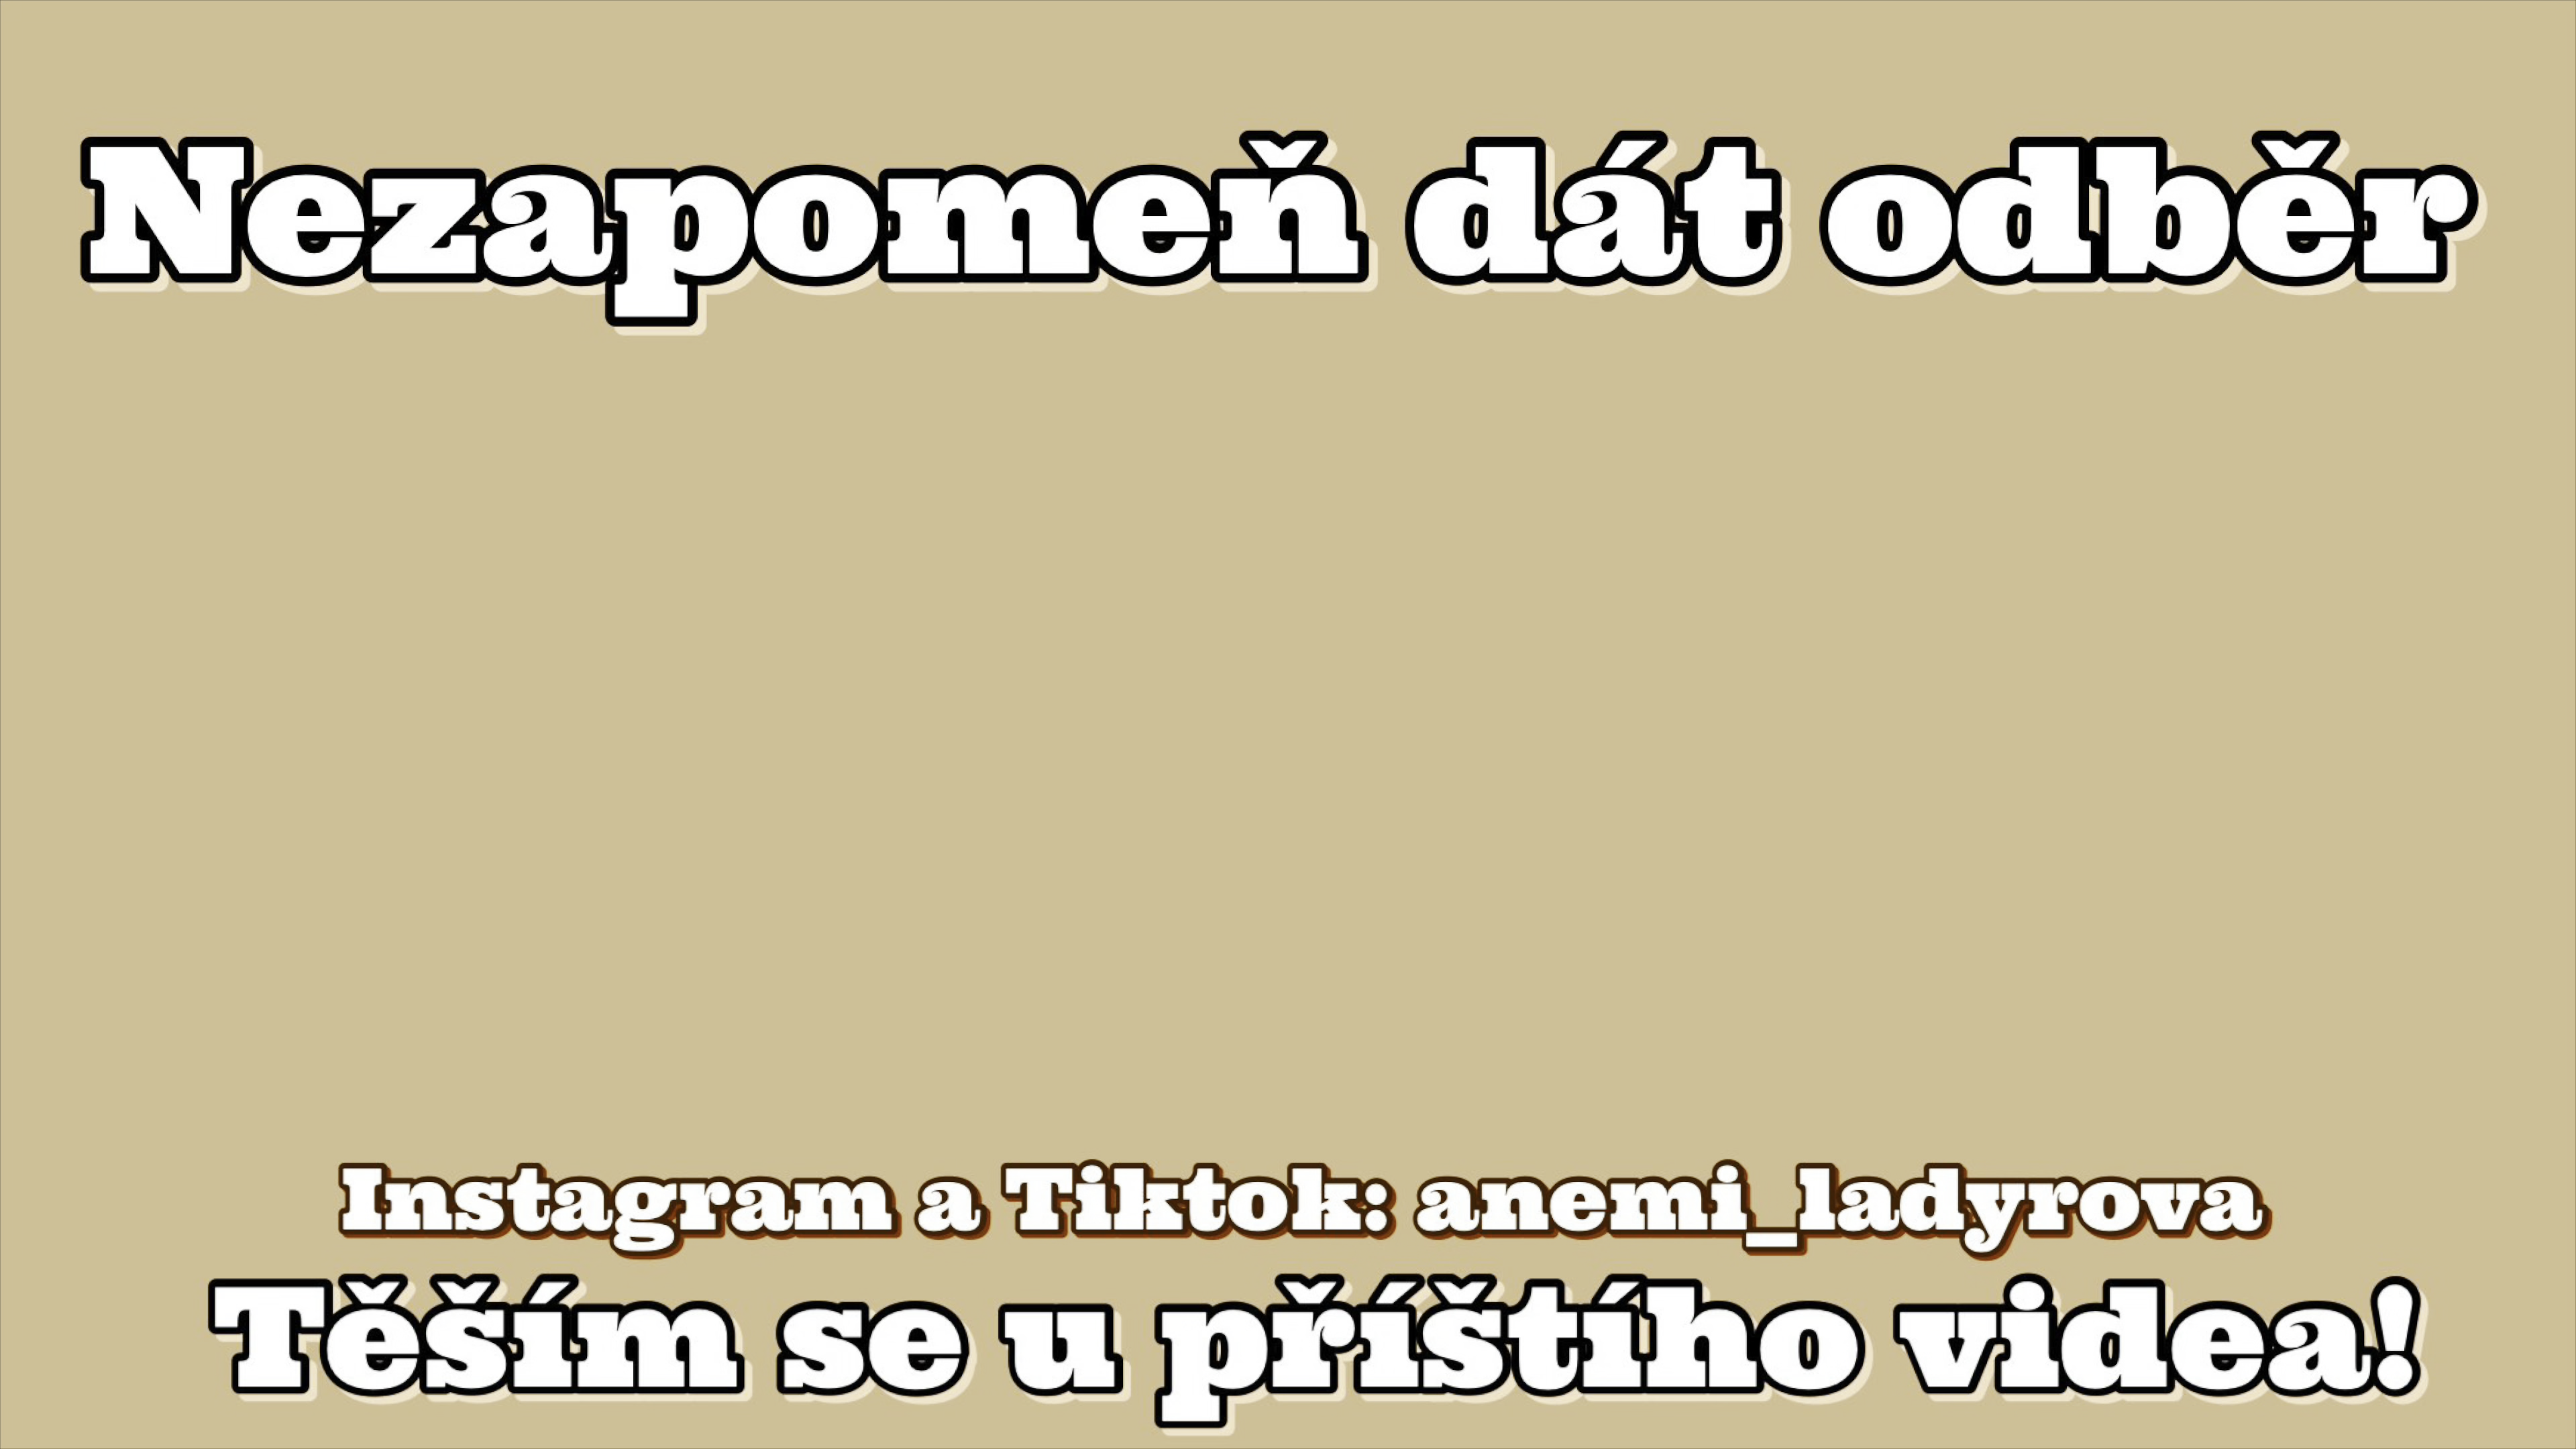 Nezapomeň dát odběr
Instagram a Tiktok: anemi_ladyrova
Těším se u příštího videa!